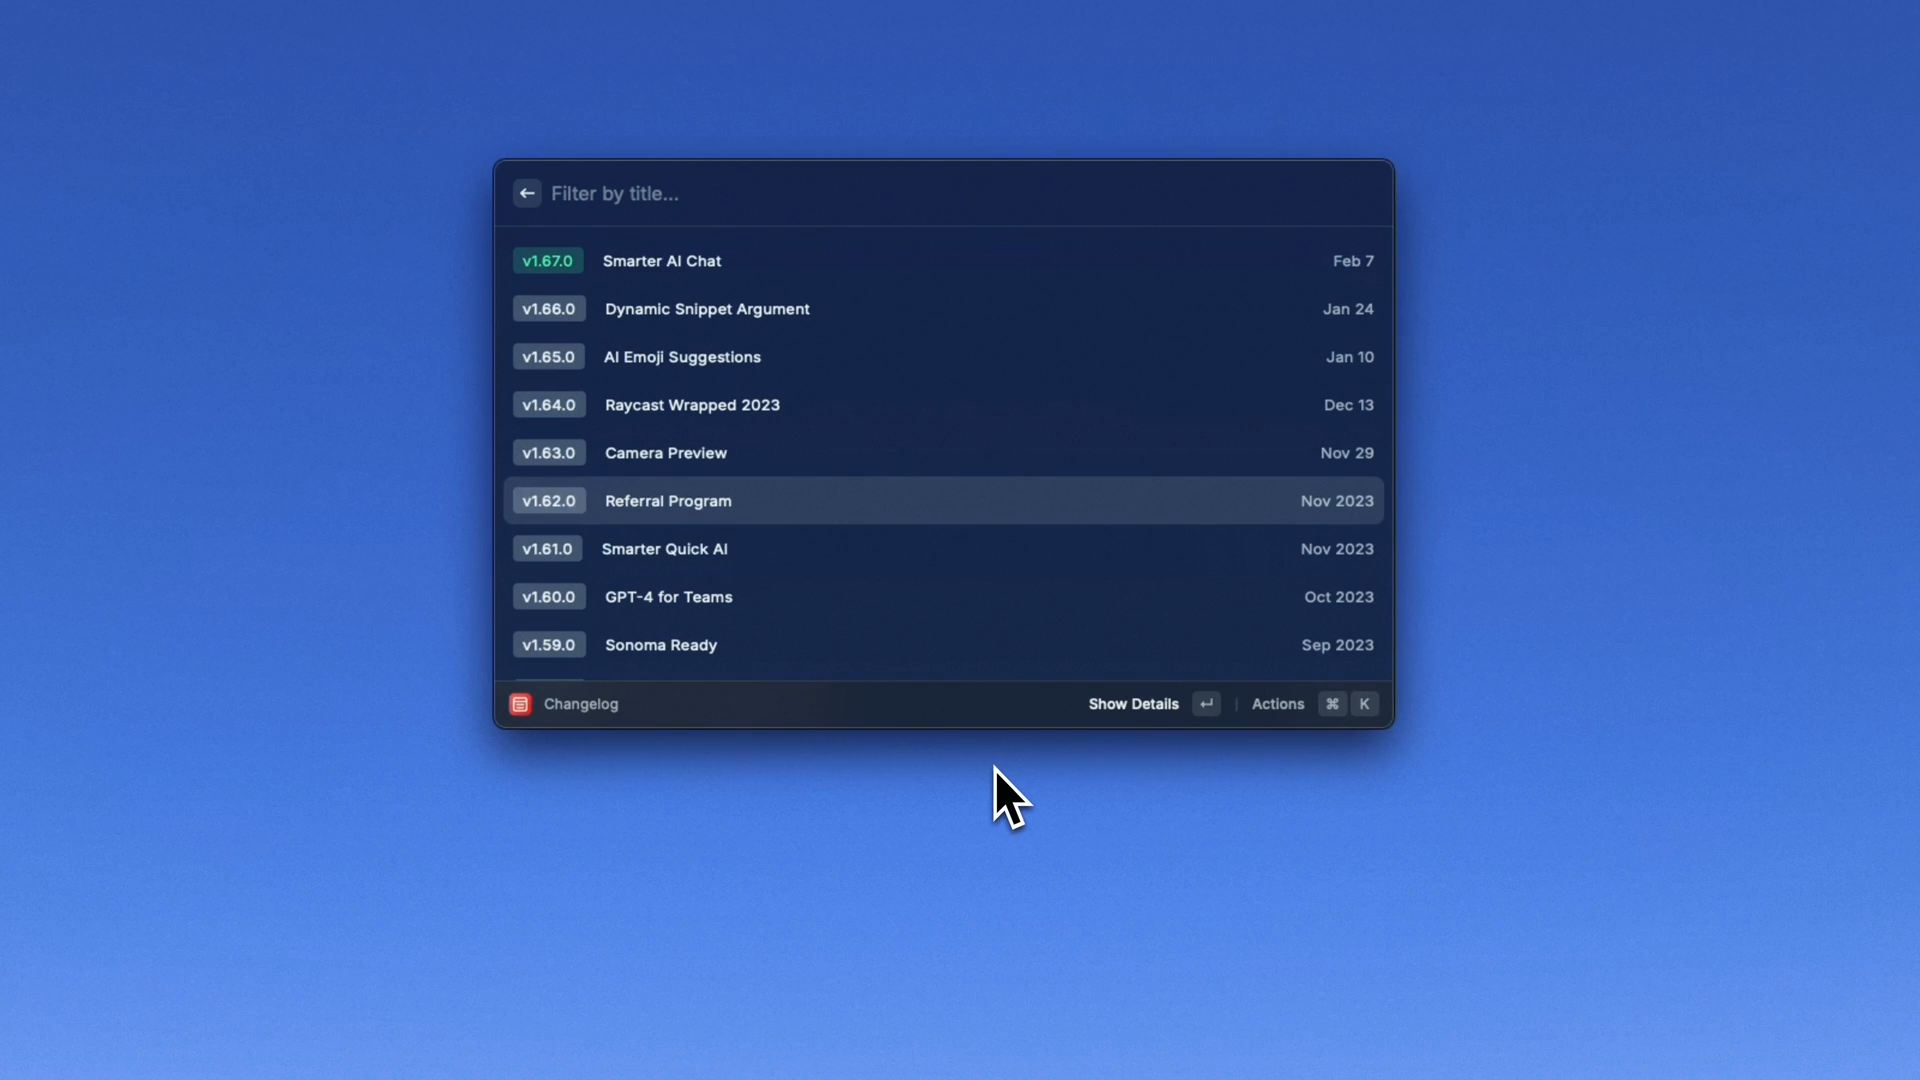 Filter by title...
v1.67.0 Smarter AI Chat Feb 7
v1.66.0 Dynamic Snippet Argument Jan 24
v1.65.0 AI Emoji Suggestions Jan 10
v1.64.0 Raycast Wrapped 2023 Dec 13
v1.63.0 Camera Preview Nov 29
v1.62.0 Referral Program Nov 2023
v1.61.0 Smarter Quick AI Nov 2023
v1.60.0 GPT-4 for Teams Oct 2023
v1.59.0 Sonoma Ready Sep 2023
Changelog Show Details ↵ | Actions ⌘ K